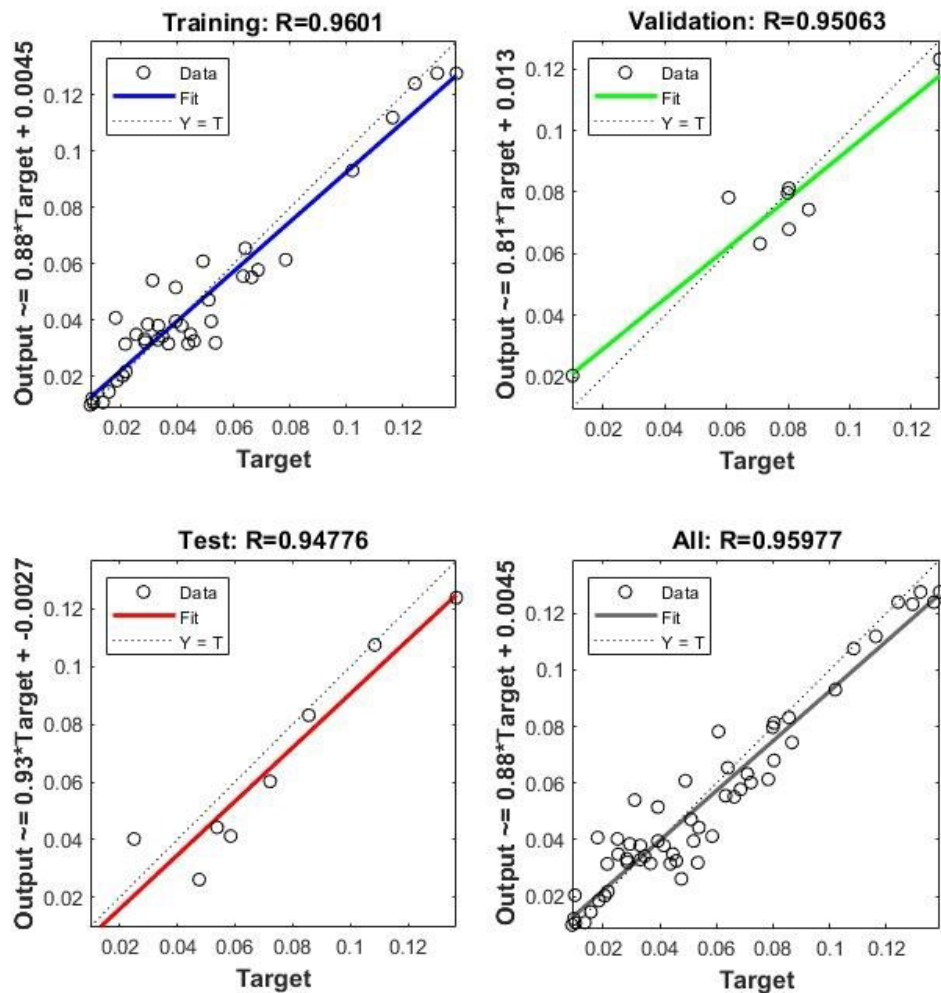 Training: R=0.9601
Output ~= 0.88*Target + 0.0045
Data
Fit
Y = T
0.12
0.1
0.08
0.06
0.04
0.02
0.02 0.04 0.06 0.08 0.1 0.12
Target
Validation: R=0.95063
Output ~= 0.81*Target + 0.013
Data
Fit
Y = T
0.12
0.1
0.08
0.06
0.04
0.02
0.02 0.04 0.06 0.08 0.1 0.12
Target
Test: R=0.94776
Output ~= 0.93*Target + -0.0027
Data
Fit
Y = T
0.12
0.1
0.08
0.06
0.04
0.02
0.02 0.04 0.06 0.08 0.1 0.12
Target
All: R=0.95977
Output ~= 0.88*Target + 0.0045
Data
Fit
Y = T
0.12
0.1
0.08
0.06
0.04
0.02
0.02 0.04 0.06 0.08 0.1 0.12
Target